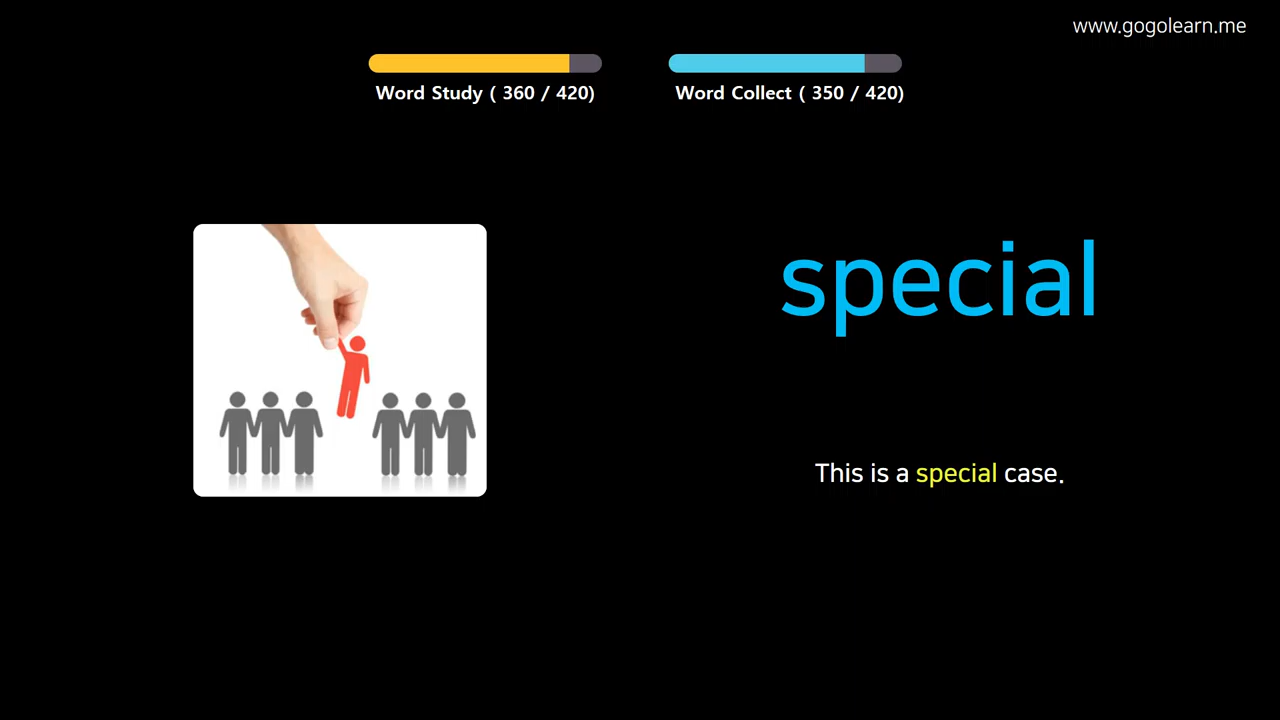 www.gogolearn.me
Word Study ( 360 / 420)
Word Collect ( 350 / 420)
special
This is a special case.